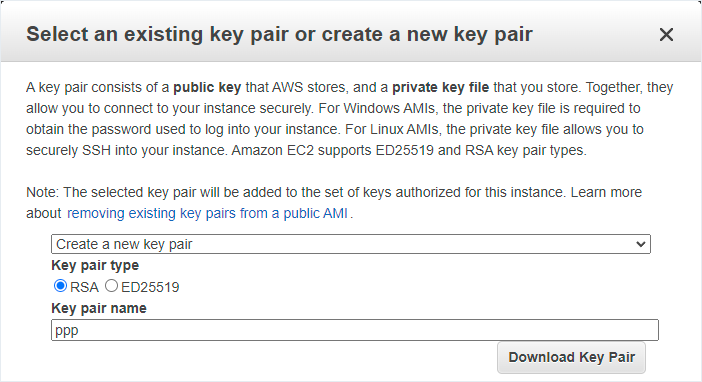 Select an existing key pair or create a new key pair
A key pair consists of a public key that AWS stores, and a private key file that you store. Together, they
allow you to connect to your instance securely. For Windows AMIs, the private key file is required to
obtain the password used to log into your instance. For Linux AMIs, the private key file allows you to
securely SSH into your instance. Amazon EC2 supports ED25519 and RSA key pair types.
Note: The selected key pair will be added to the set of keys authorized for this instance. Learn more
about removing existing key pairs from a public AMI.
Create a new key pair
Key pair type
RSA ED25519
Key pair name
ppp
Download Key Pair